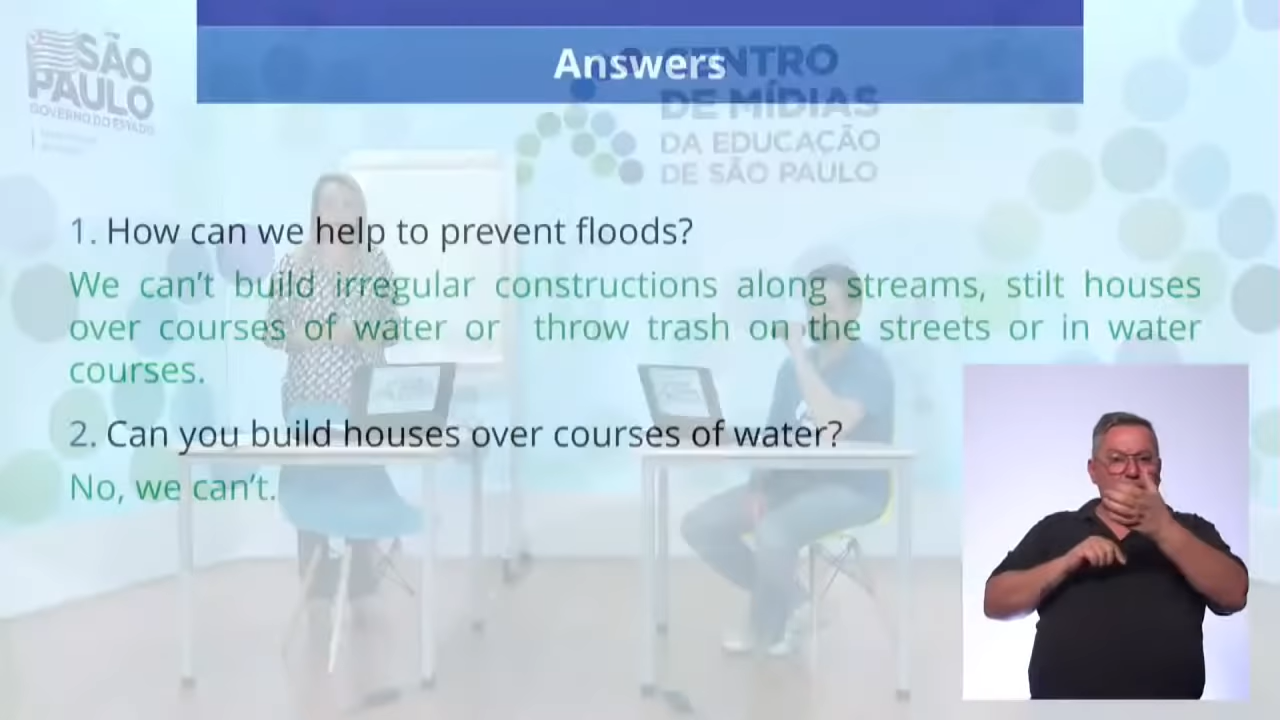 SÃO
PAULO
GOVERNO DO ESTADO
Answers
CENTRO
DE MÍDIAS
DA EDUCAÇÃO
DE SÃO PAULO
1. How can we help to prevent floods?
We can't build irregular constructions along streams, stilt houses
over courses of water or throw trash on the streets or in water
courses.
2. Can you build houses over courses of water?
No, we can't.